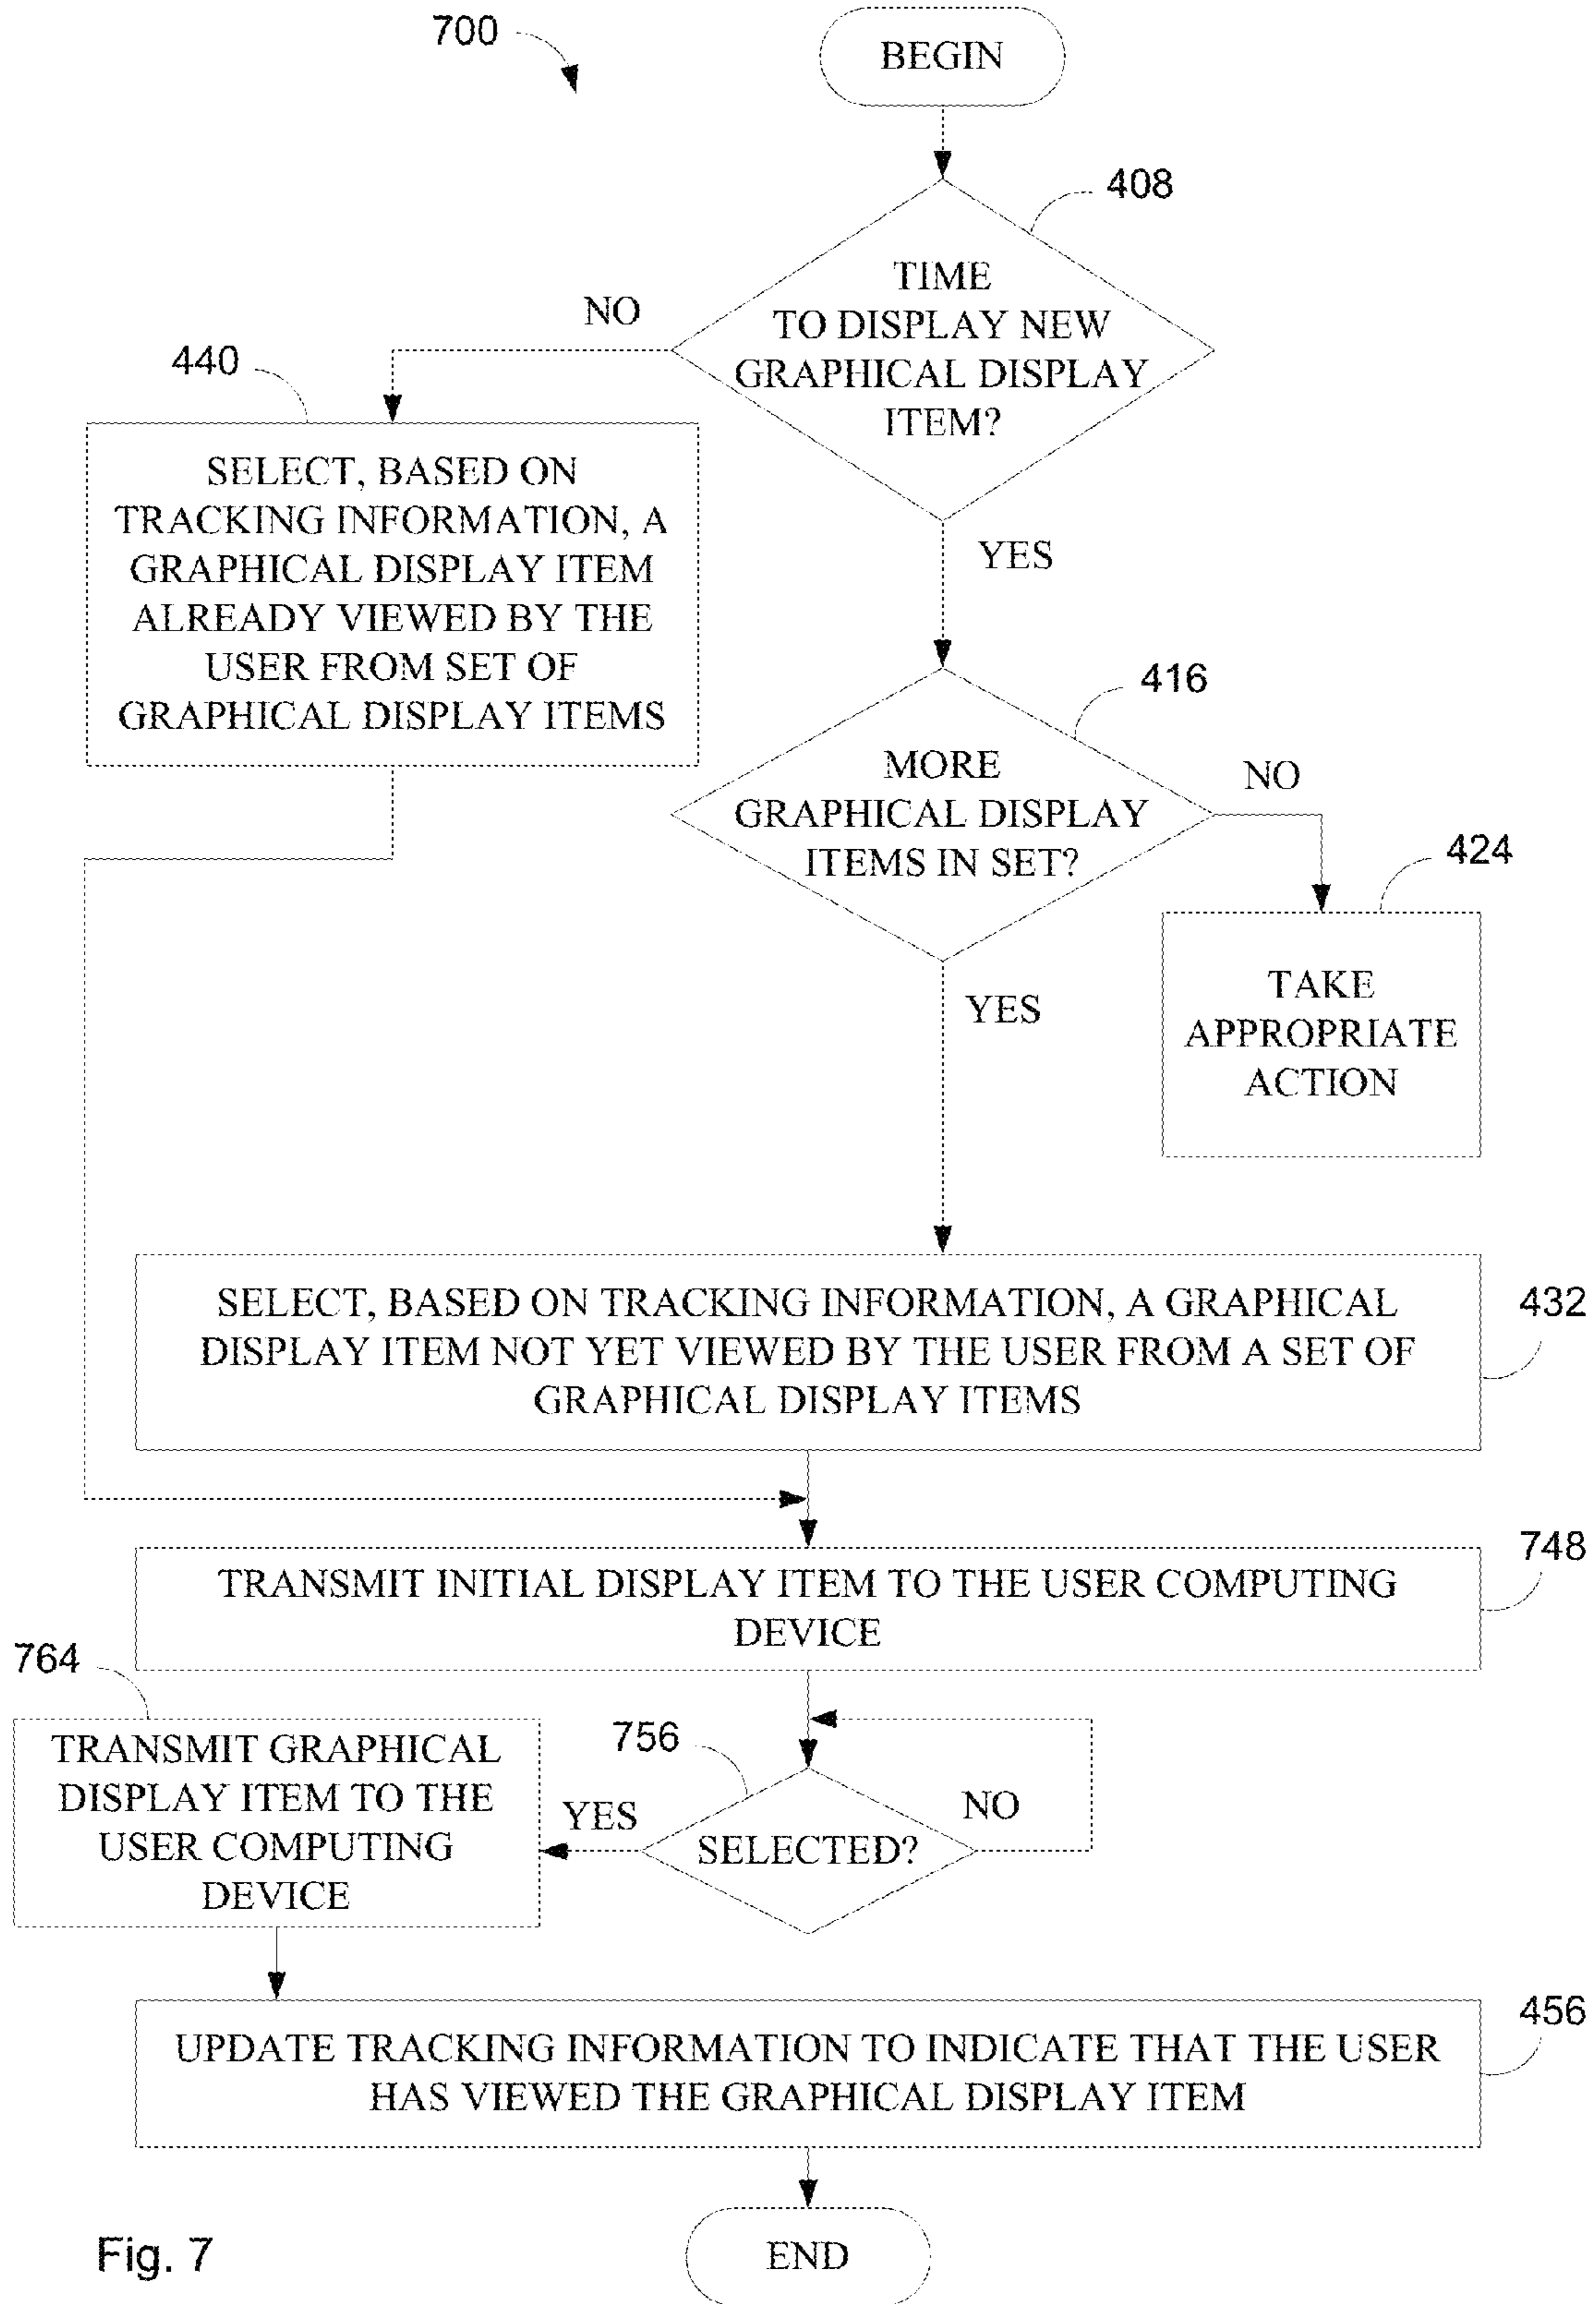 700
BEGIN
408
TIME
TO DISPLAY NEW
GRAPHICAL DISPLAY
ITEM?
NO
440
SELECT, BASED ON
TRACKING INFORMATION, A
GRAPHICAL DISPLAY ITEM
ALREADY VIEWED BY THE
USER FROM SET OF
GRAPHICAL DISPLAY ITEMS
YES
416
MORE
GRAPHICAL DISPLAY
ITEMS IN SET?
NO
424
TAKE
APPROPRIATE
ACTION
YES
SELECT, BASED ON TRACKING INFORMATION, A GRAPHICAL
DISPLAY ITEM NOT YET VIEWED BY THE USER FROM A SET OF
GRAPHICAL DISPLAY ITEMS
432
748
TRANSMIT INITIAL DISPLAY ITEM TO THE USER COMPUTING
DEVICE
764
TRANSMIT GRAPHICAL
DISPLAY ITEM TO THE
USER COMPUTING
DEVICE
756
YES
SELECTED?
NO
456
UPDATE TRACKING INFORMATION TO INDICATE THAT THE USER
HAS VIEWED THE GRAPHICAL DISPLAY ITEM
END
Fig. 7